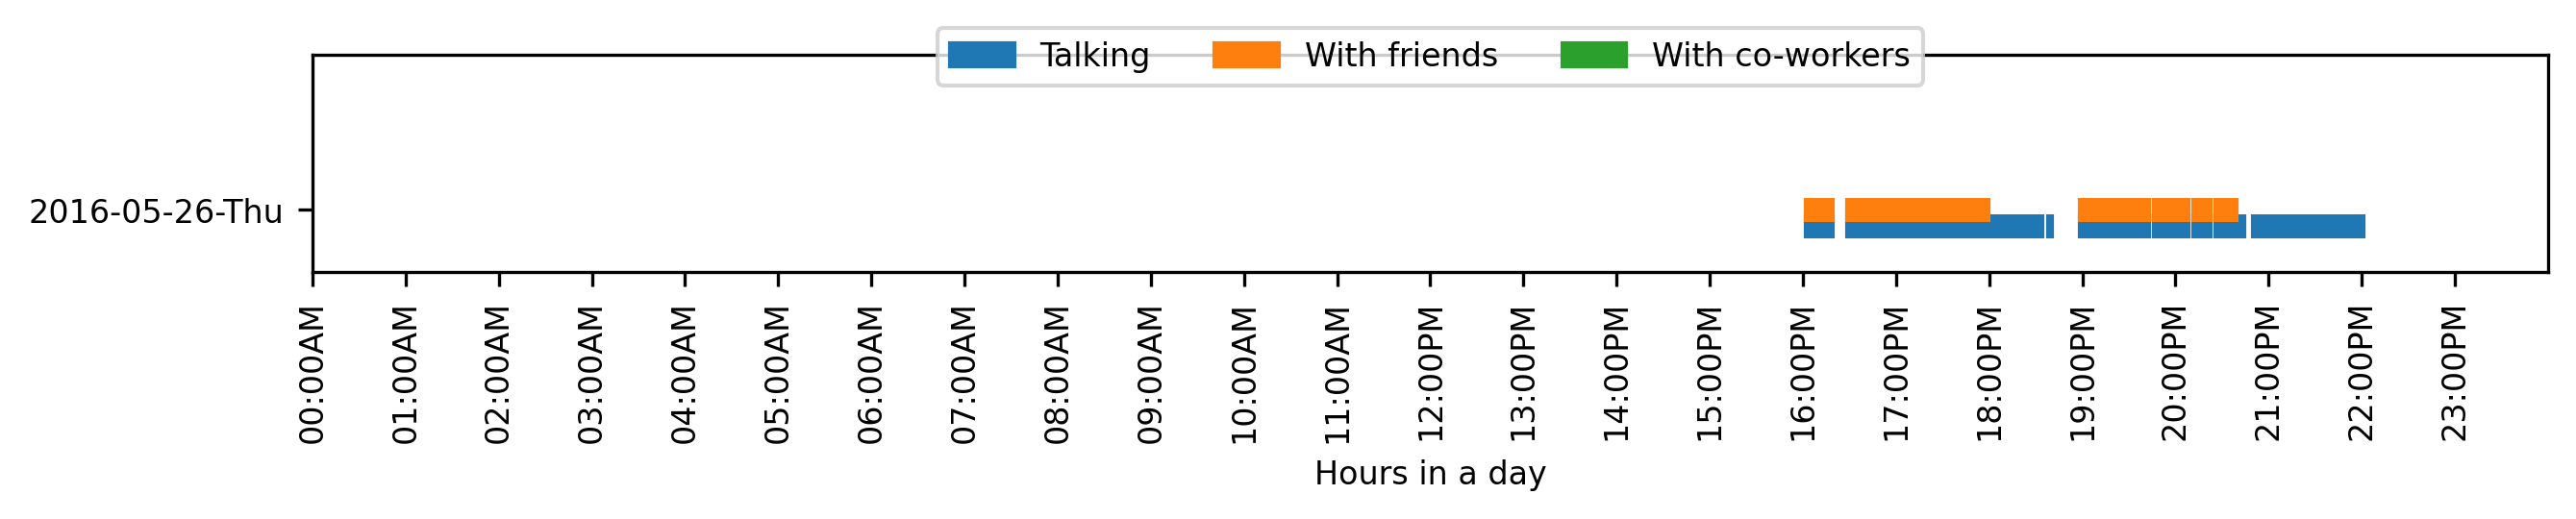 Talking With friends With co-workers
2016-05-26-Thu
00:00AM
01:00AM
02:00AM
03:00AM
04:00AM
05:00AM
06:00AM
07:00AM
08:00AM
09:00AM
10:00AM
11:00AM
12:00PM
13:00PM
14:00PM
15:00PM
16:00PM
17:00PM
18:00PM
19:00PM
20:00PM
21:00PM
22:00PM
23:00PM
Hours in a day